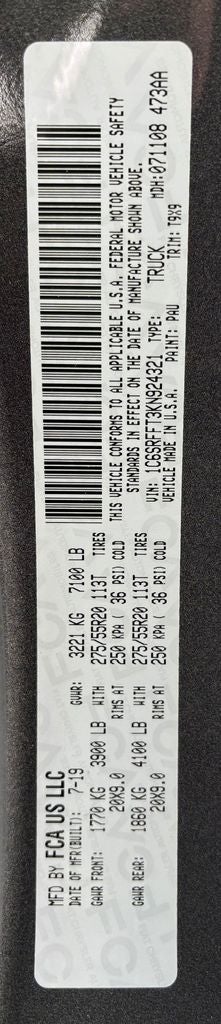 MFD BY FCA US LLC
DATE OF MFR(BUILT): 7-19 GVWR: 3221 KG 7100 LB
GAWR FRONT: 1770 KG 3900 LB WITH 275/55R20 113T TIRES
20X9.0 RIMS AT 250 KPA ( 36 PSI) COLD
GAWR REAR: 1860 KG 4100 LB WITH 275/55R20 113T TIRES
20X9.0 RIMS AT 250 KPA ( 36 PSI) COLD
THIS VEHICLE CONFORMS TO ALL APPLICABLE U.S.A. FEDERAL MOTOR VEHICLE SAFETY
STANDARDS IN EFFECT ON THE DATE OF MANUFACTURE SHOWN ABOVE.
VIN: 1C6SRFFT3KN924321 TYPE: TRUCK MDH:071108 473AA
VEHICLE MADE IN U.S.A. PAINT: PAU TRIM: T9X9